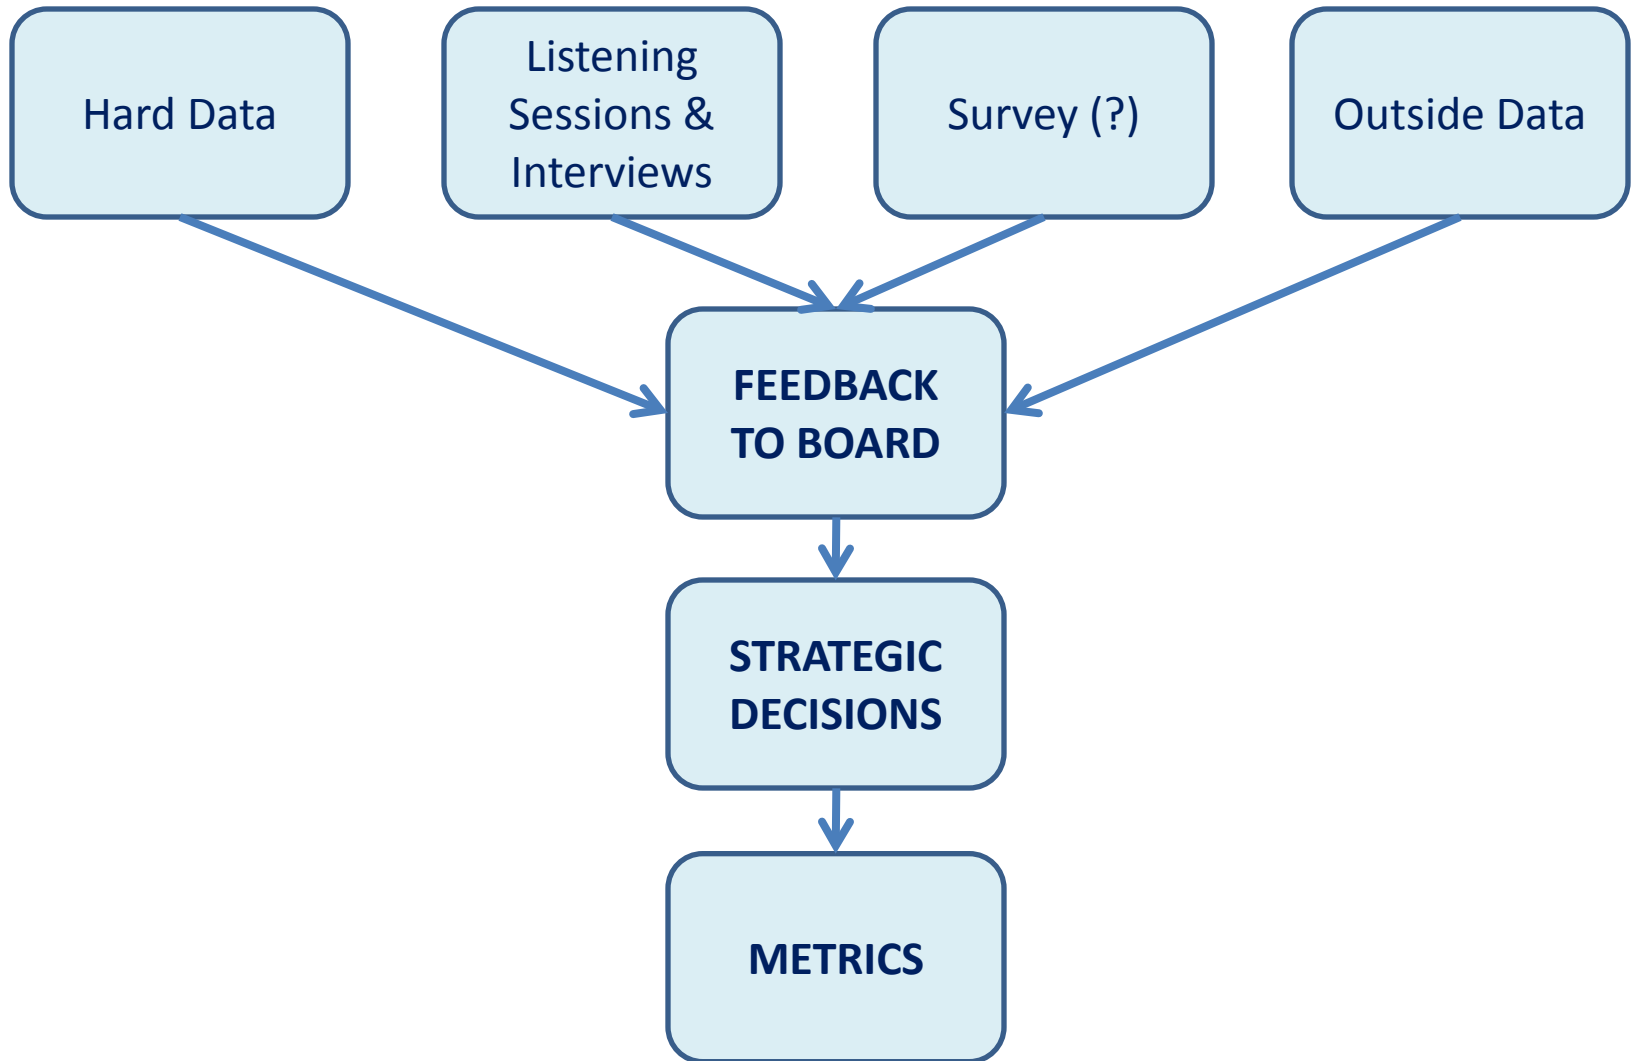 Hard Data
Listening
Sessions &
Interviews
Survey (?)
Outside Data
FEEDBACK
TO BOARD
STRATEGIC
DECISIONS
METRICS